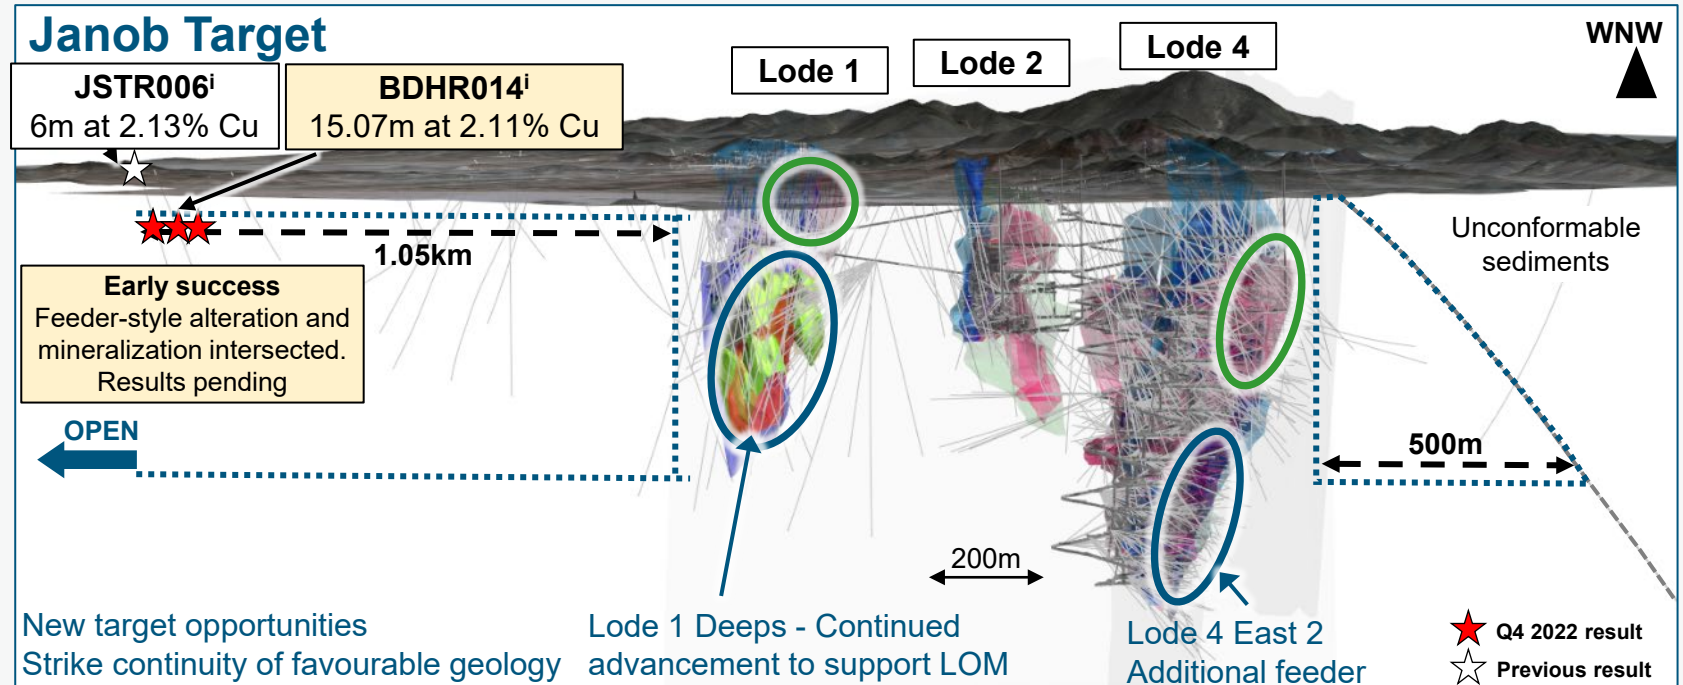 Janob Target
JSTR006ⁱ
6m at 2.13% Cu
BDHR014ⁱ
15.07m at 2.11% Cu
Lode 1
Lode 2
Lode 4
WNW
1.05km
Early success
Feeder-style alteration and
mineralization intersected.
Results pending
OPEN
Unconformable
sediments
500m
200m
New target opportunities
Strike continuity of favourable geology
Lode 1 Deeps - Continued
advancement to support LOM
Lode 4 East 2
Additional feeder
Q4 2022 result
Previous result